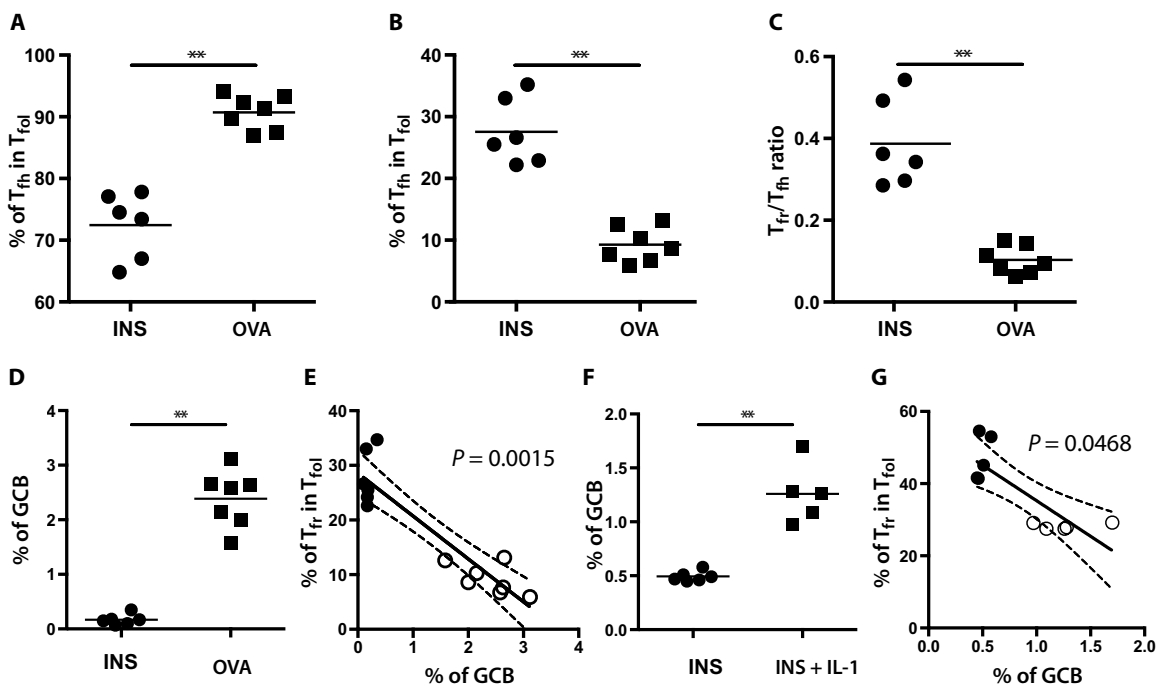 A
% of Tfh in Tfol
100
90
80
70
60
**
INS
OVA
B
% of Tfh in Tfol
40
30
20
10
0
**
INS
OVA
C
Tfr/Tfh ratio
0.6
0.4
0.2
0.0
**
INS
OVA
D
% of GCB
4
3
2
1
0
**
INS
OVA
E
% of Tfr in Tfol
40
30
20
10
0
P = 0.0015
0 1 2 3 4
% of GCB
F
% of GCB
2.0
1.5
1.0
0.5
0.0
**
INS
INS + IL-1
G
% of Tfr in Tfol
60
40
20
0
P = 0.0468
0.0 0.5 1.0 1.5 2.0
% of GCB